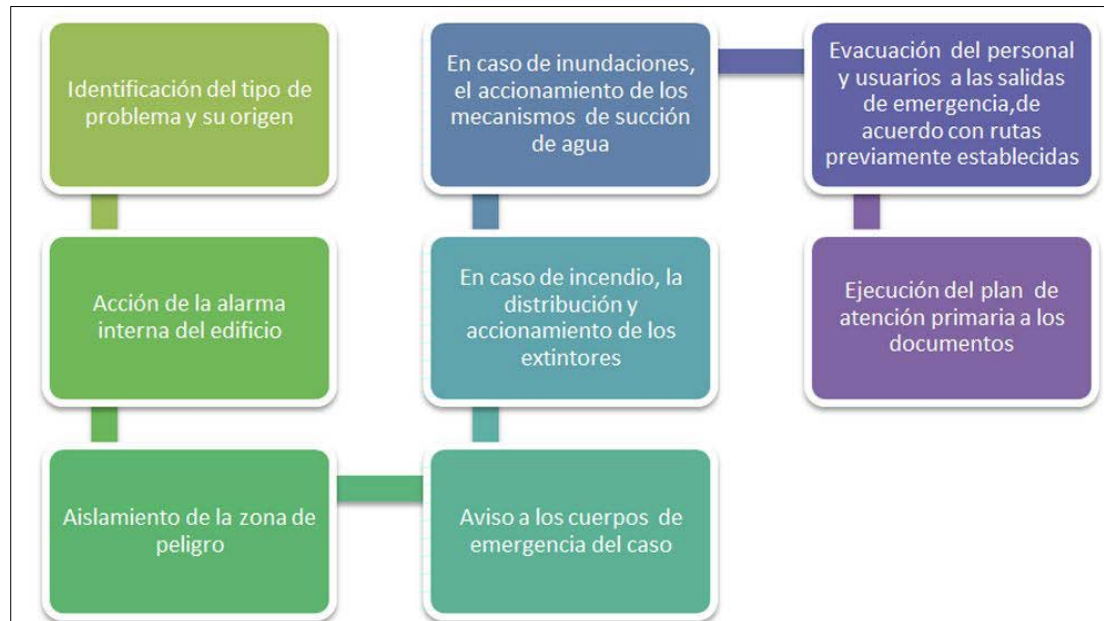 Identificación del tipo de
problema y su origen
Acción de la alarma
interna del edificio
Aislamiento de la zona de
peligro
Aviso a los cuerpos de
emergencia del caso
En caso de incendio, la
distribución y
accionamiento de los
extintores
En caso de inundaciones,
el accionamiento de los
mecanismos de succión
de agua
Evacuación del personal
y usuarios a las salidas
de emergencia,de
acuerdo con rutas
previamente establecidas
Ejecución del plan de
atención primaria a los
documentos